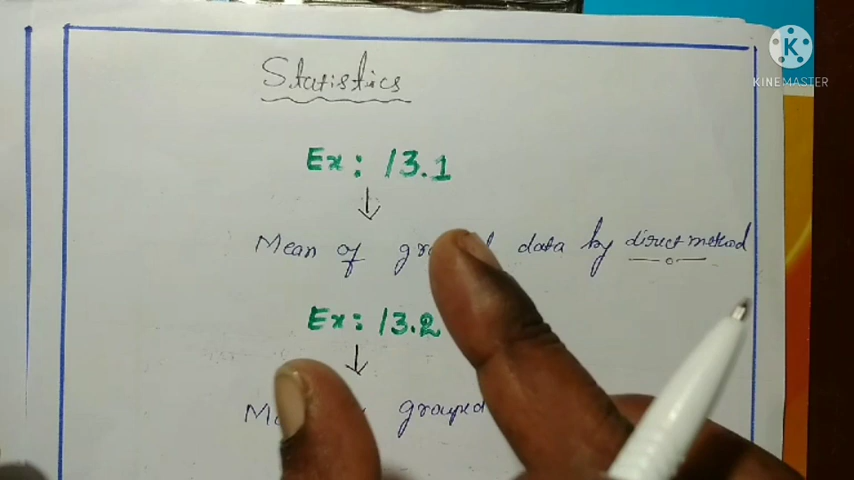 Statistics
KINEMASTER
Ex: 13.1
Mean of data by direct method
Ex: 13.2
grouped